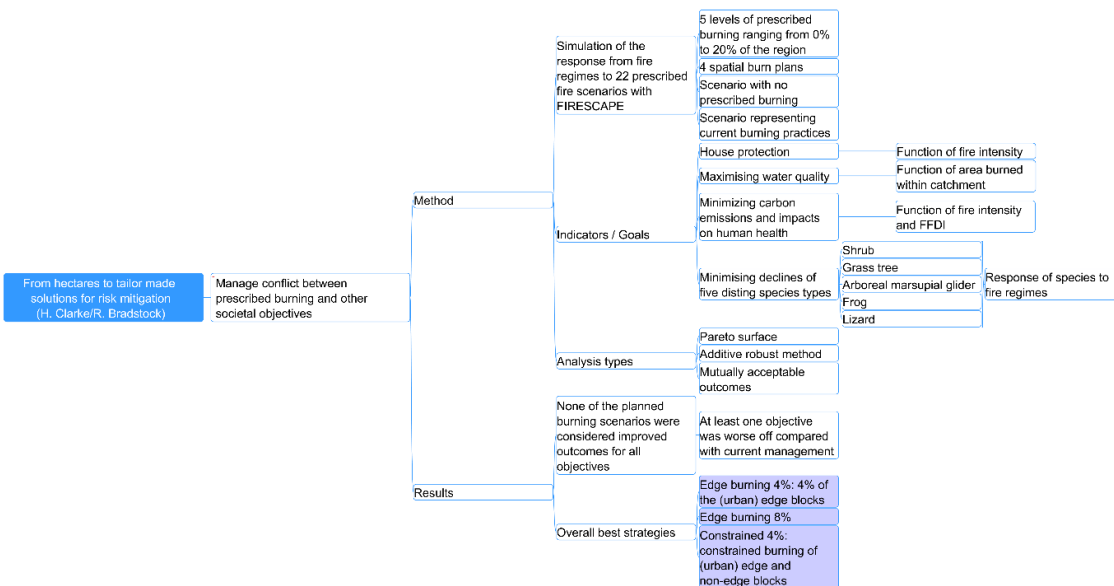 From hectares to tailor made
solutions for risk mitigation
(H. Clarke/R. Bradstock)
Manage conflict between
prescribed burning and other
societal objectives
Method
Simulation of the
response from fire
regimes to 22 prescribed
fire scenarios with
FIRESCAPE
5 levels of prescribed
burning ranging from 0%
to 20% of the region
4 spatial burn plans
Scenario with no
prescribed burning
Scenario representing
current burning practices
Indicators / Goals
House protection
Function of fire intensity
Maximising water quality
Function of area burned
within catchment
Minimizing carbon
emissions and impacts
on human health
Function of fire intensity
and FFDI
Minimising declines of
five disting species types
Shrub
Grass tree
Arboreal marsupial glider
Frog
Lizard
Response of species to
fire regimes
Analysis types
Pareto surface
Additive robust method
Mutually acceptable
outcomes
Results
None of the planned
burning scenarios were
considered improved
outcomes for all
objectives
At least one objective
was worse off compared
with current management
Overall best strategies
Edge burning 4%: 4% of
the (urban) edge blocks
Edge burning 8%
Constrained 4%:
constrained burning of
(urban) edge and
non-edge blocks